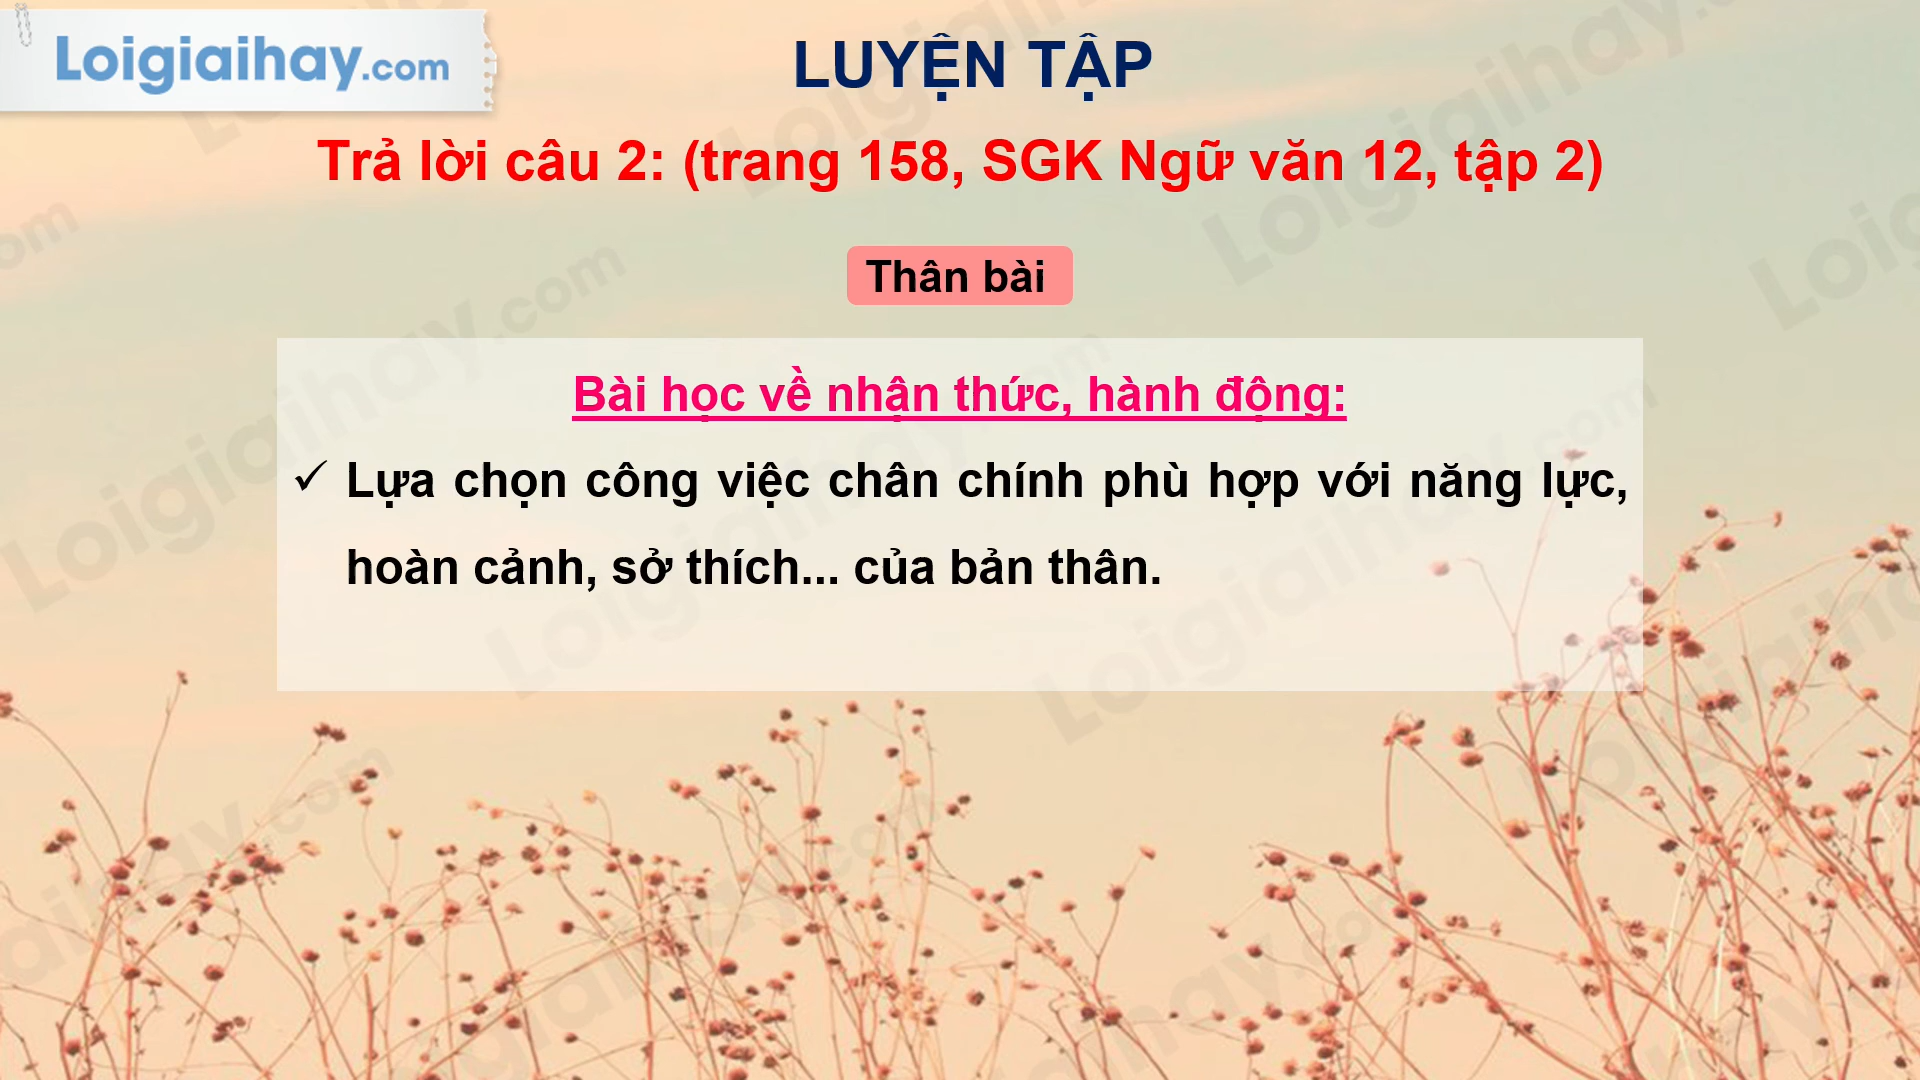 Loigiaihay.com
LUYỆN TẬP
Trả lời câu 2: (trang 158, SGK Ngữ văn 12, tập 2)
Thân bài
Bài học về nhận thức, hành động:
✓ Lựa chọn công việc chân chính phù hợp với năng lực,
hoàn cảnh, sở thích... của bản thân.